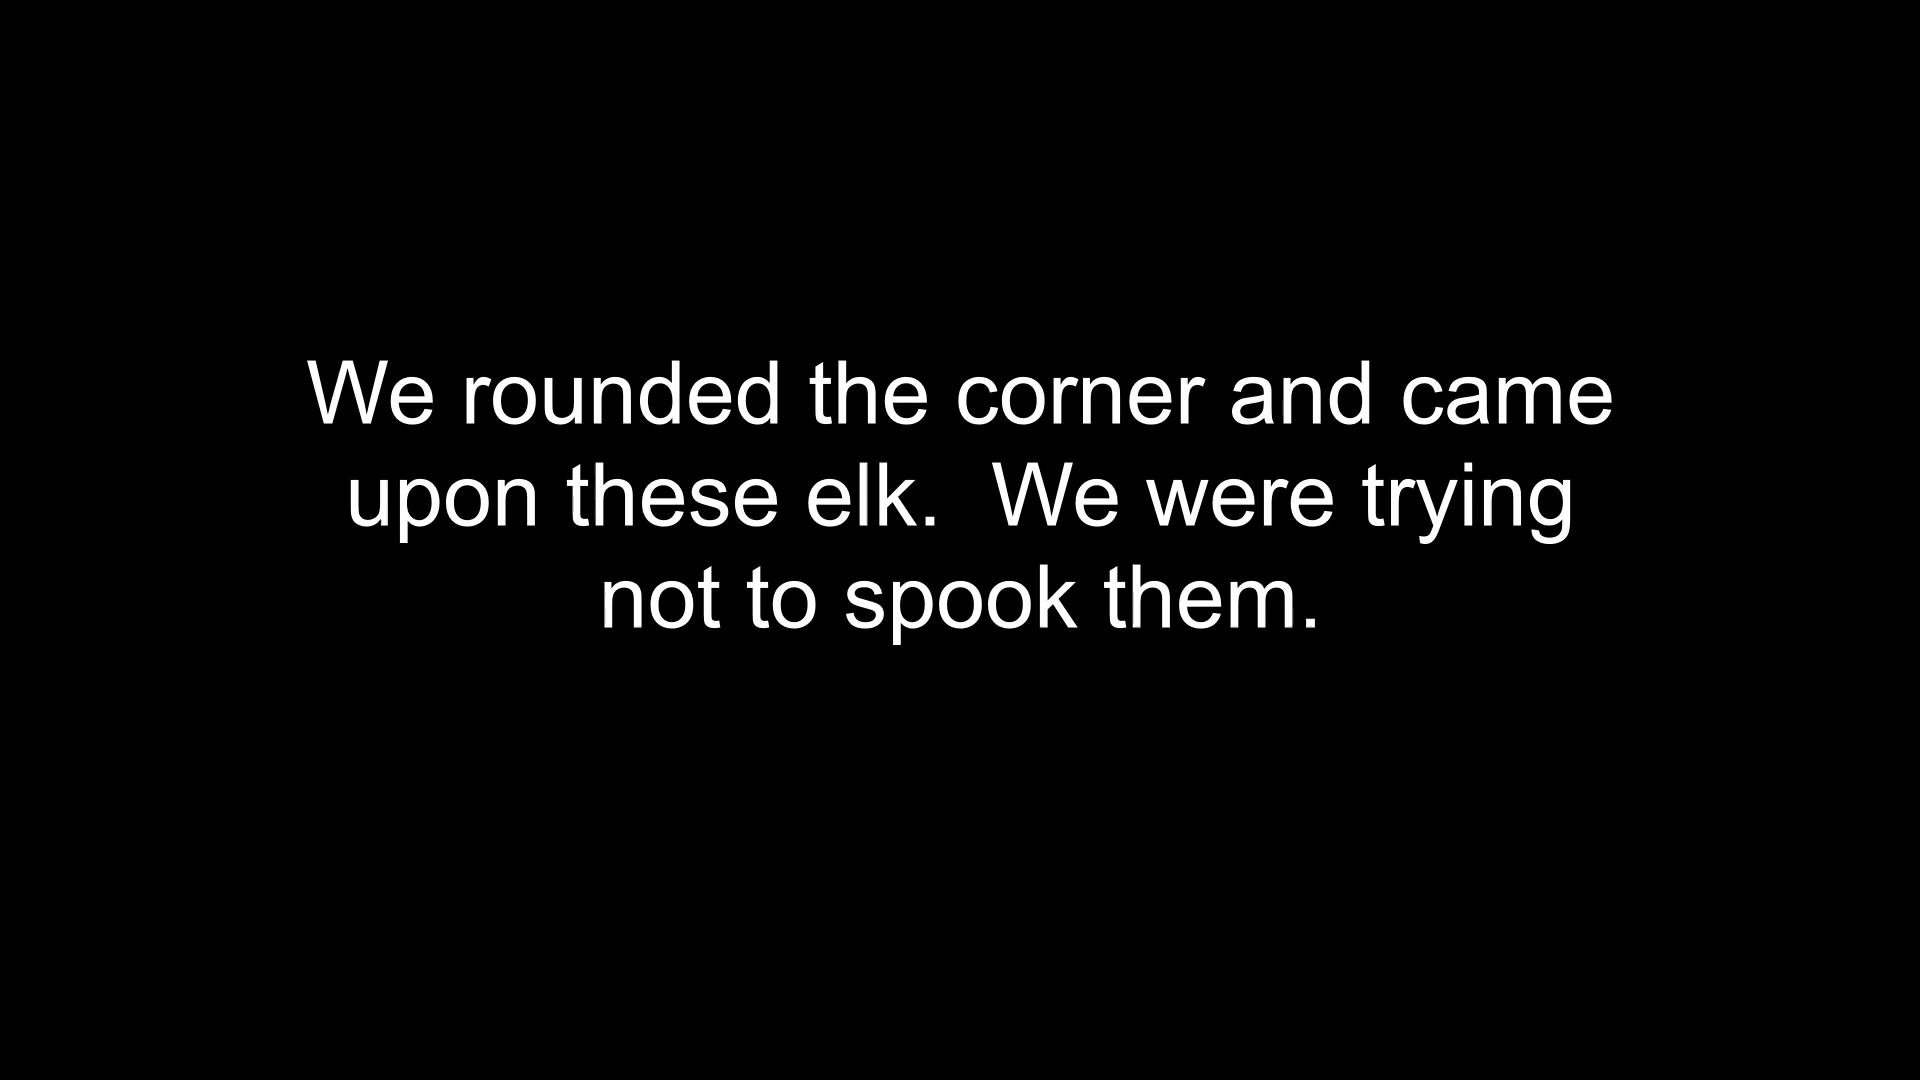 We rounded the corner and came
upon these elk.  We were trying
not to spook them.